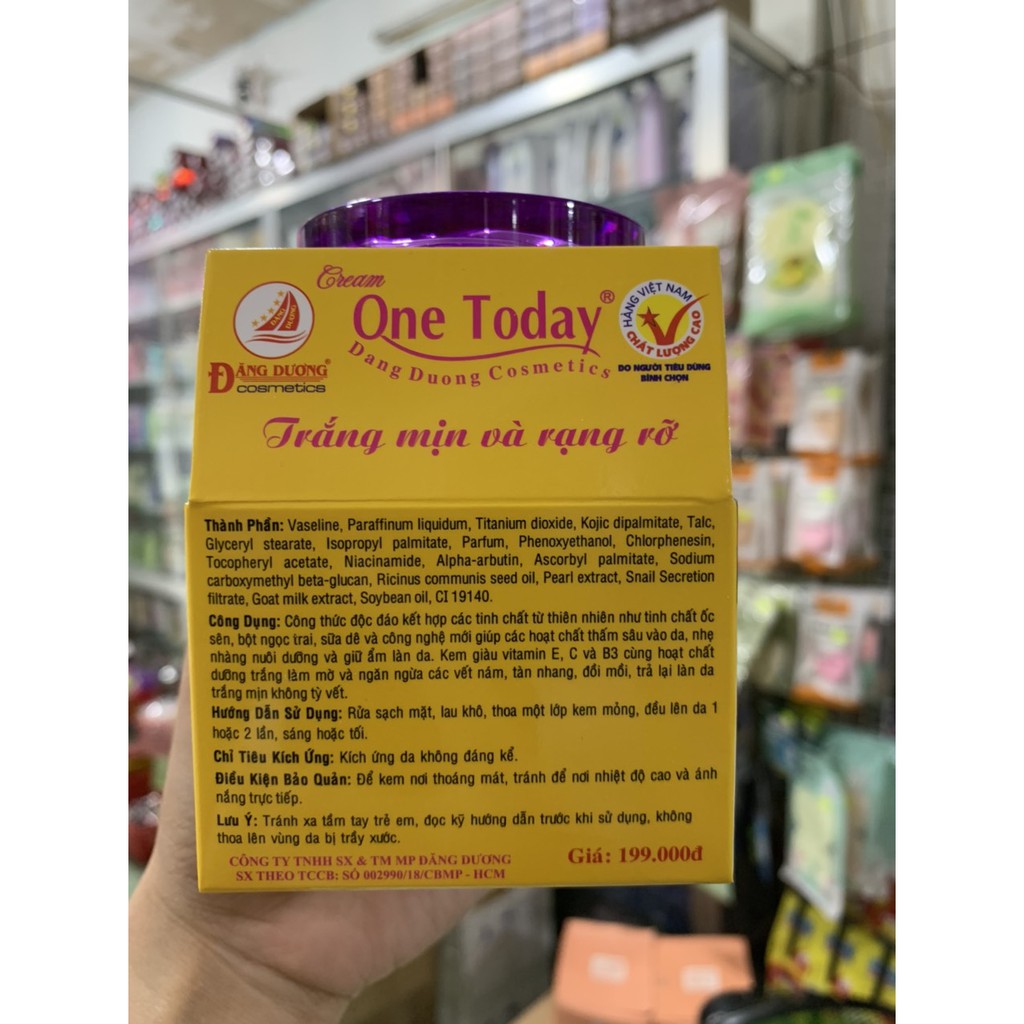 Cream
One Today®
Dang Duong Cosmetics
ĐĂNG DƯƠNG
ĐĂNG DƯƠNG®
cosmetics
HÀNG VIỆT NAM
CHẤT LƯỢNG CAO
DO NGƯỜI TIÊU DÙNG
BÌNH CHỌN
Trắng mịn và rạng rỡ
Thành Phần: Vaseline, Paraffinum liquidum, Titanium dioxide, Kojic dipalmitate, Talc,
Glyceryl stearate, Isopropyl palmitate, Parfum, Phenoxyethanol, Chlorphenesin,
Tocopheryl acetate, Niacinamide, Alpha-arbutin, Ascorbyl palmitate, Sodium
carboxymethyl beta-glucan, Ricinus communis seed oil, Pearl extract, Snail Secretion
filtrate, Goat milk extract, Soybean oil, CI 19140.
Công Dụng: Công thức độc đáo kết hợp các tinh chất từ thiên nhiên như tinh chất ốc
sên, bột ngọc trai, sữa dê và công nghệ mới giúp các hoạt chất thấm sâu vào da, nhẹ
nhàng nuôi dưỡng và giữ ẩm làn da. Kem giàu vitamin E, C và B3 cùng hoạt chất
dưỡng trắng làm mờ và ngăn ngừa các vết nám, tàn nhang, đồi mồi, trả lại làn da
trắng mịn không tỳ vết.
Hướng Dẫn Sử Dụng: Rửa sạch mặt, lau khô, thoa một lớp kem mỏng, đều lên da 1
hoặc 2 lần, sáng hoặc tối.
Chỉ Tiêu Kích Ứng: Kích ứng da không đáng kể.
Điều Kiện Bảo Quản: Để kem nơi thoáng mát, tránh để nơi nhiệt độ cao và ánh
nắng trực tiếp.
Lưu Ý: Tránh xa tầm tay trẻ em, đọc kỹ hướng dẫn trước khi sử dụng, không
thoa lên vùng da bị trầy xước.
CÔNG TY TNHH SX & TM MP ĐĂNG DƯƠNG
SX THEO TCCB: SỐ 002990/18/CBMP - HCM
Giá: 199.000đ